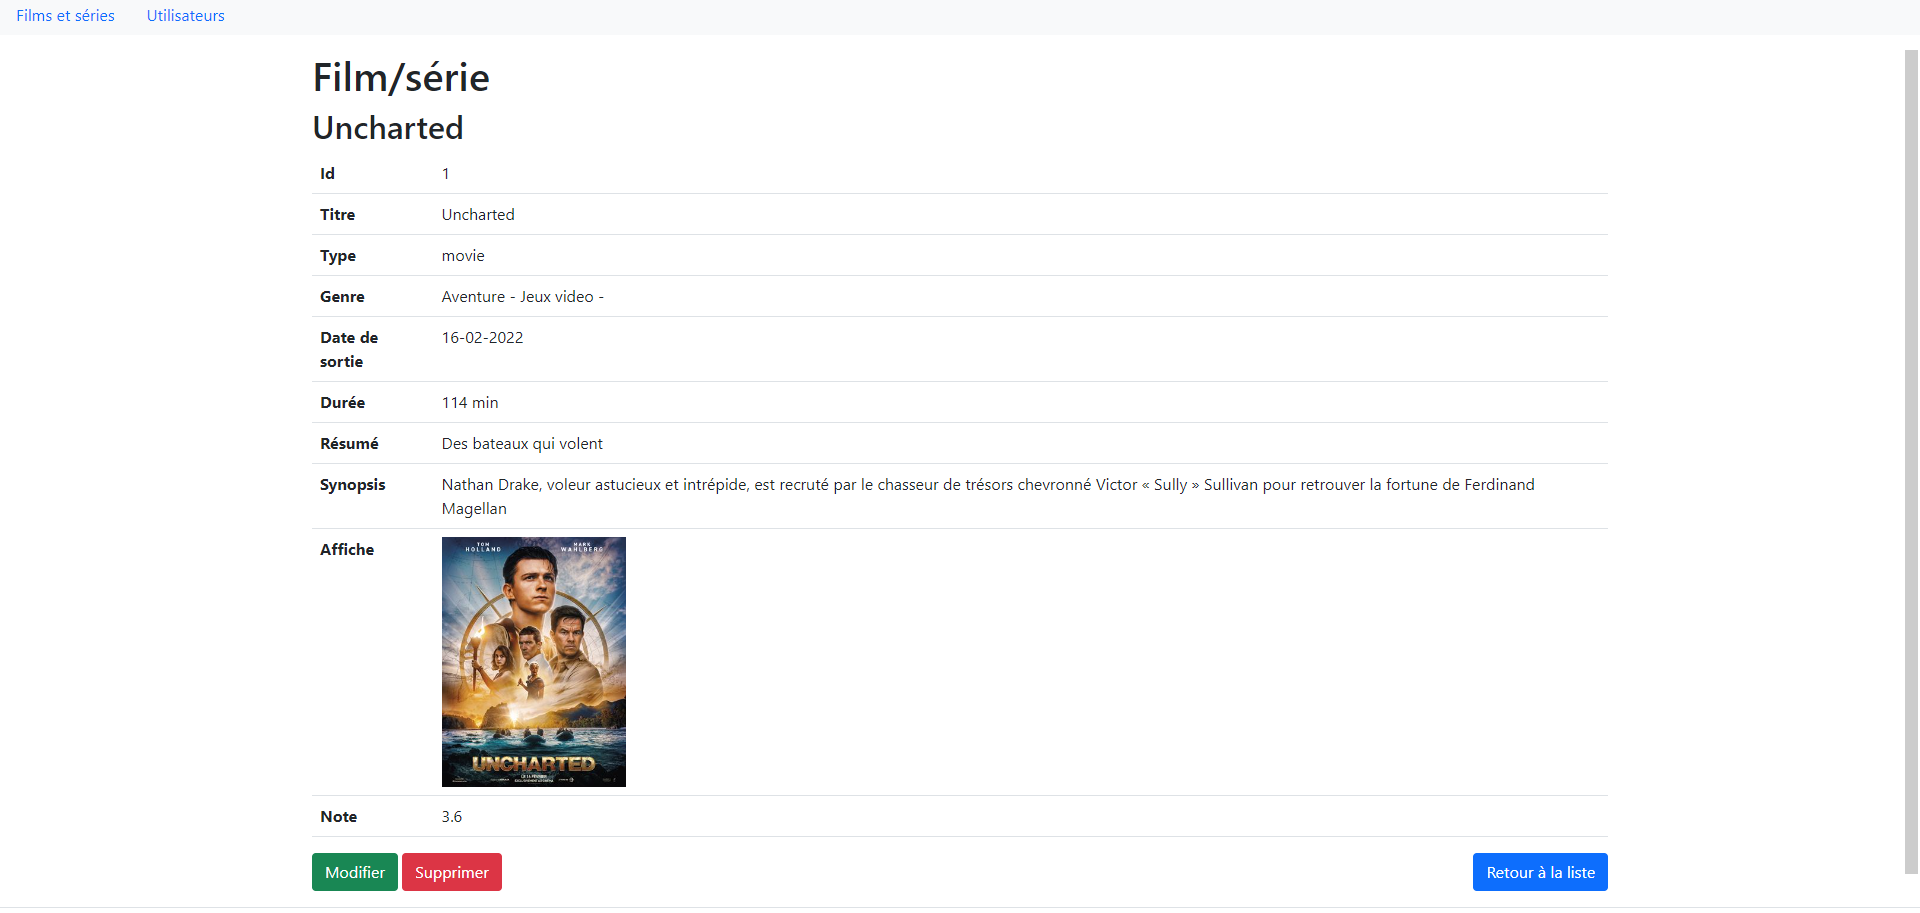 Films et séries Utilisateurs
Film/série
Uncharted
Id 1
Titre Uncharted
Type movie
Genre Aventure - Jeux video -
Date de sortie 16-02-2022
Durée 114 min
Résumé Des bateaux qui volent
Synopsis Nathan Drake, voleur astucieux et intrépide, est recruté par le chasseur de trésors chevronné Victor « Sully » Sullivan pour retrouver la fortune de Ferdinand
Magellan
Affiche
TOM HOLLAND
MARK WAHLBERG
UNCHARTED
LE 16 FÉVRIER
Note 3.6
Modifier Supprimer Retour à la liste